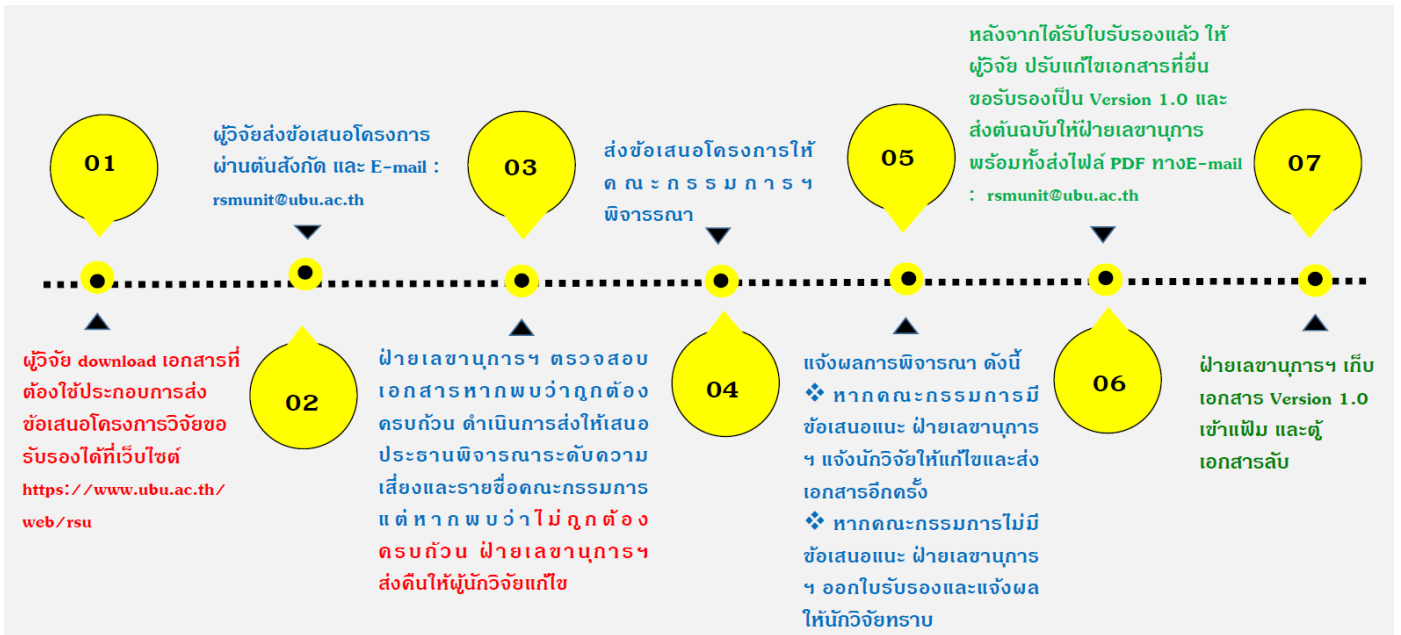 01
ผู้วิจัย download เอกสารที่
ต้องใช้ประกอบการส่ง
ข้อเสนอโครงการวิจัยขอ
รับรองได้ที่เว็บไซต์
https://www.ubu.ac.th/
web/rsu
ผู้วิจัยส่งข้อเสนอโครงการ
ผ่านต้นสังกัด และ E-mail :
rsmunit@ubu.ac.th
02
03
ฝ่ายเลขานุการฯ ตรวจสอบ
เอกสารหากพบว่าถูกต้อง
ครบถ้วน ดำเนินการส่งให้เสนอ
ประธานพิจารณาระดับความ
เสี่ยงและรายชื่อคณะกรรมการ
แต่หากพบว่าไม่ถูกต้อง
ครบถ้วน ฝ่ายเลขานุการฯ
ส่งคืนให้ผู้นักวิจัยแก้ไข
ส่งข้อเสนอโครงการให้
คณะกรรมการฯ
พิจารรณา
04
05
แจ้งผลการพิจารณา ดังนี้
❖ หากคณะกรรมการมี
ข้อเสนอแนะ ฝ่ายเลขานุการ
ฯ แจ้งนักวิจัยให้แก้ไขและส่ง
เอกสารอีกครั้ง
❖ หากคณะกรรมการไม่มี
ข้อเสนอแนะ ฝ่ายเลขานุการ
ฯ ออกใบรับรองและแจ้งผล
ให้นักวิจัยทราบ
หลังจากได้รับใบรับรองแล้ว ให้
ผู้วิจัย ปรับแก้ไขเอกสารที่ยื่น
ขอรับรองเป็น Version 1.0 และ
ส่งต้นฉบับให้ฝ่ายเลขานุการ
พร้อมทั้งส่งไฟล์ PDF ทางE-mail
: rsmunit@ubu.ac.th
06
07
ฝ่ายเลขานุการฯ เก็บ
เอกสาร Version 1.0
เข้าแฟ้ม และตู้
เอกสารลับ